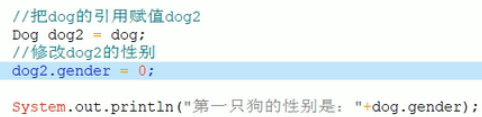 //把dog的引用赋值dog2
Dog dog2 = dog;
//修改dog2的性别
dog2.gender = 0;
System.out.println("第一只狗的性别是："+dog.gender);